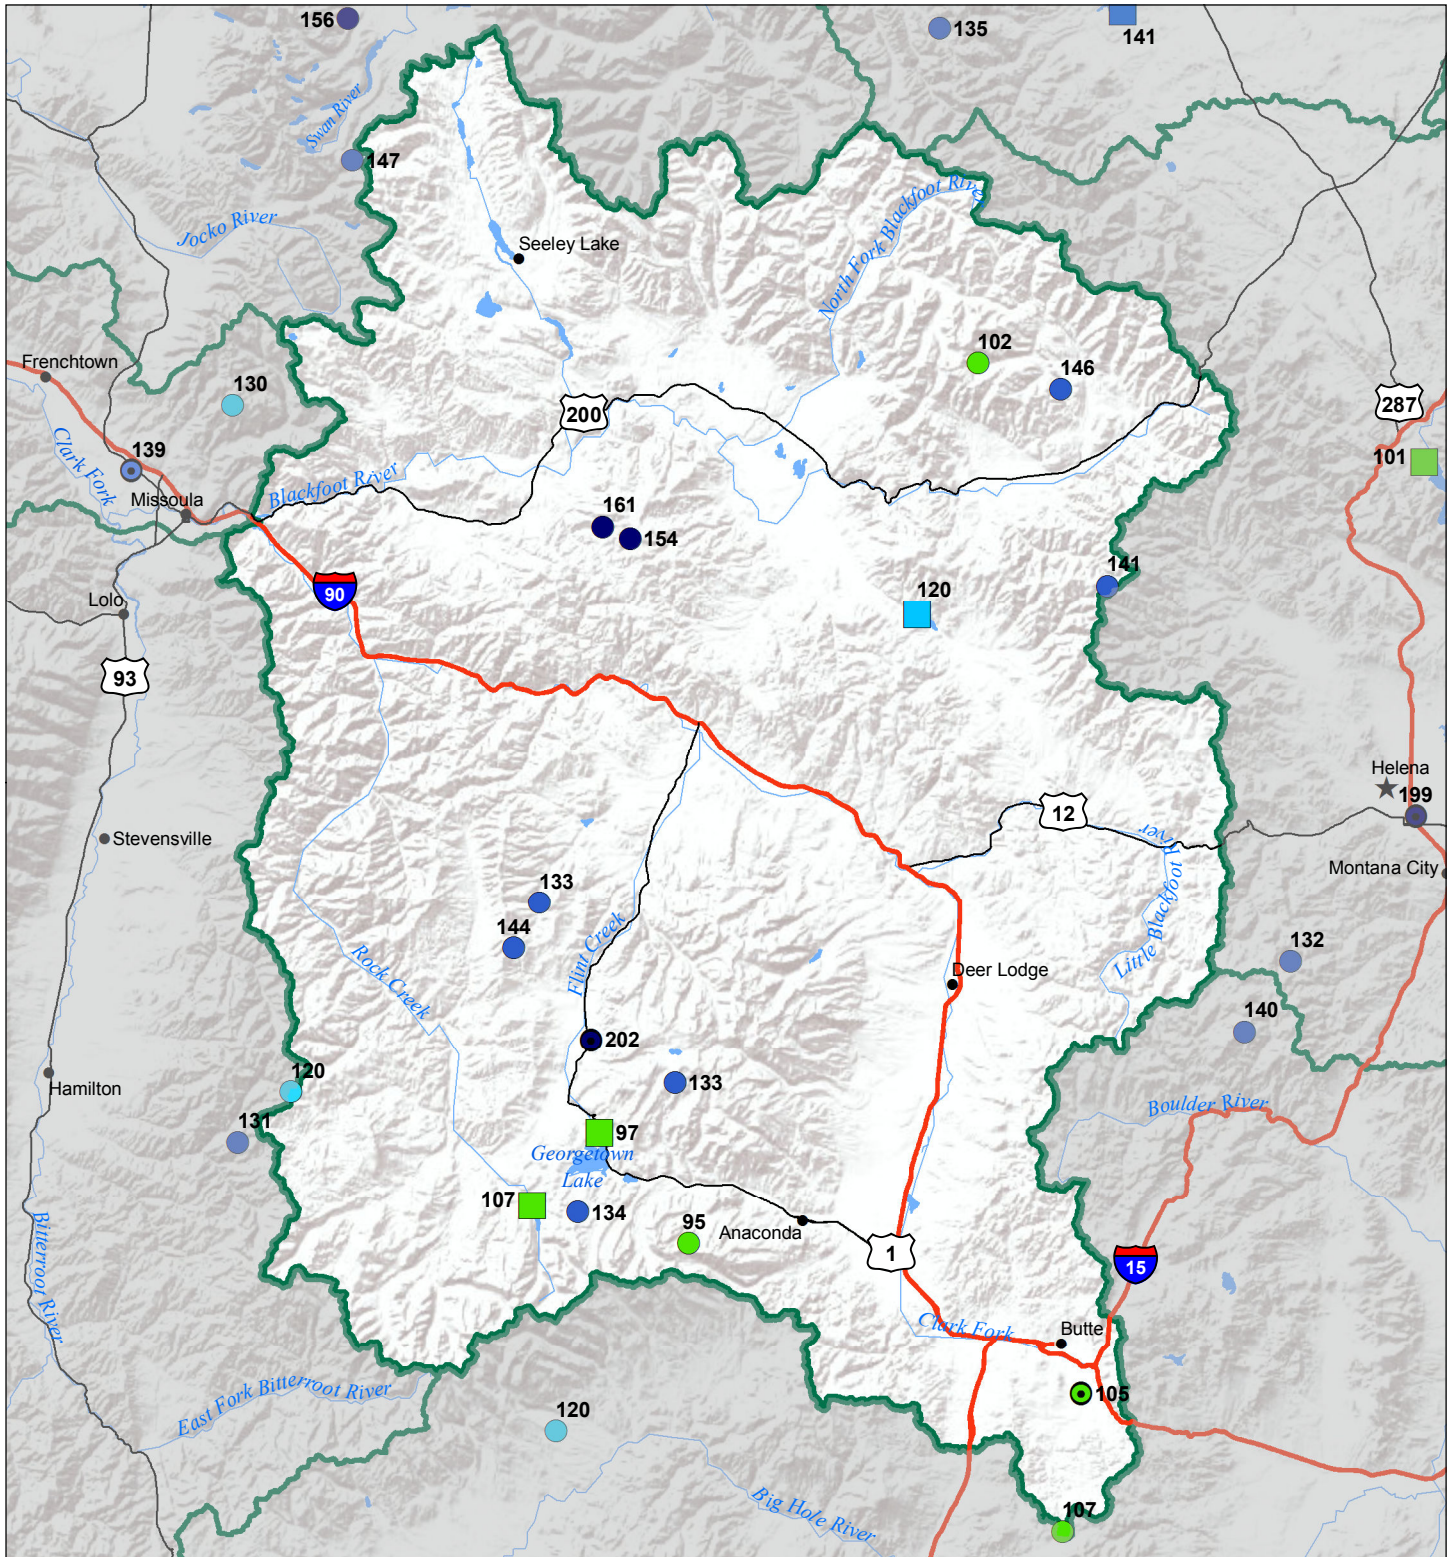 156
135
141
Swan River
147
Jocko River
Seeley Lake
North Fork Blackfoot River
102
146
Frenchtown
130
200
287
Clark Fork
139
101
Blackfoot River
Missoula
161
154
141
90
120
Lolo
93
Helena
199
12
Little Blackfoot River
Stevensville
Montana City
133
144
Flint Creek
132
Rock Creek
Deer Lodge
140
202
133
Hamilton
120
131
Boulder River
97
Georgetown
Lake
107
134
95
Anaconda
1
15
Bitterroot River
Clark Fork
Butte
105
East Fork Bitterroot River
120
Big Hole River
107